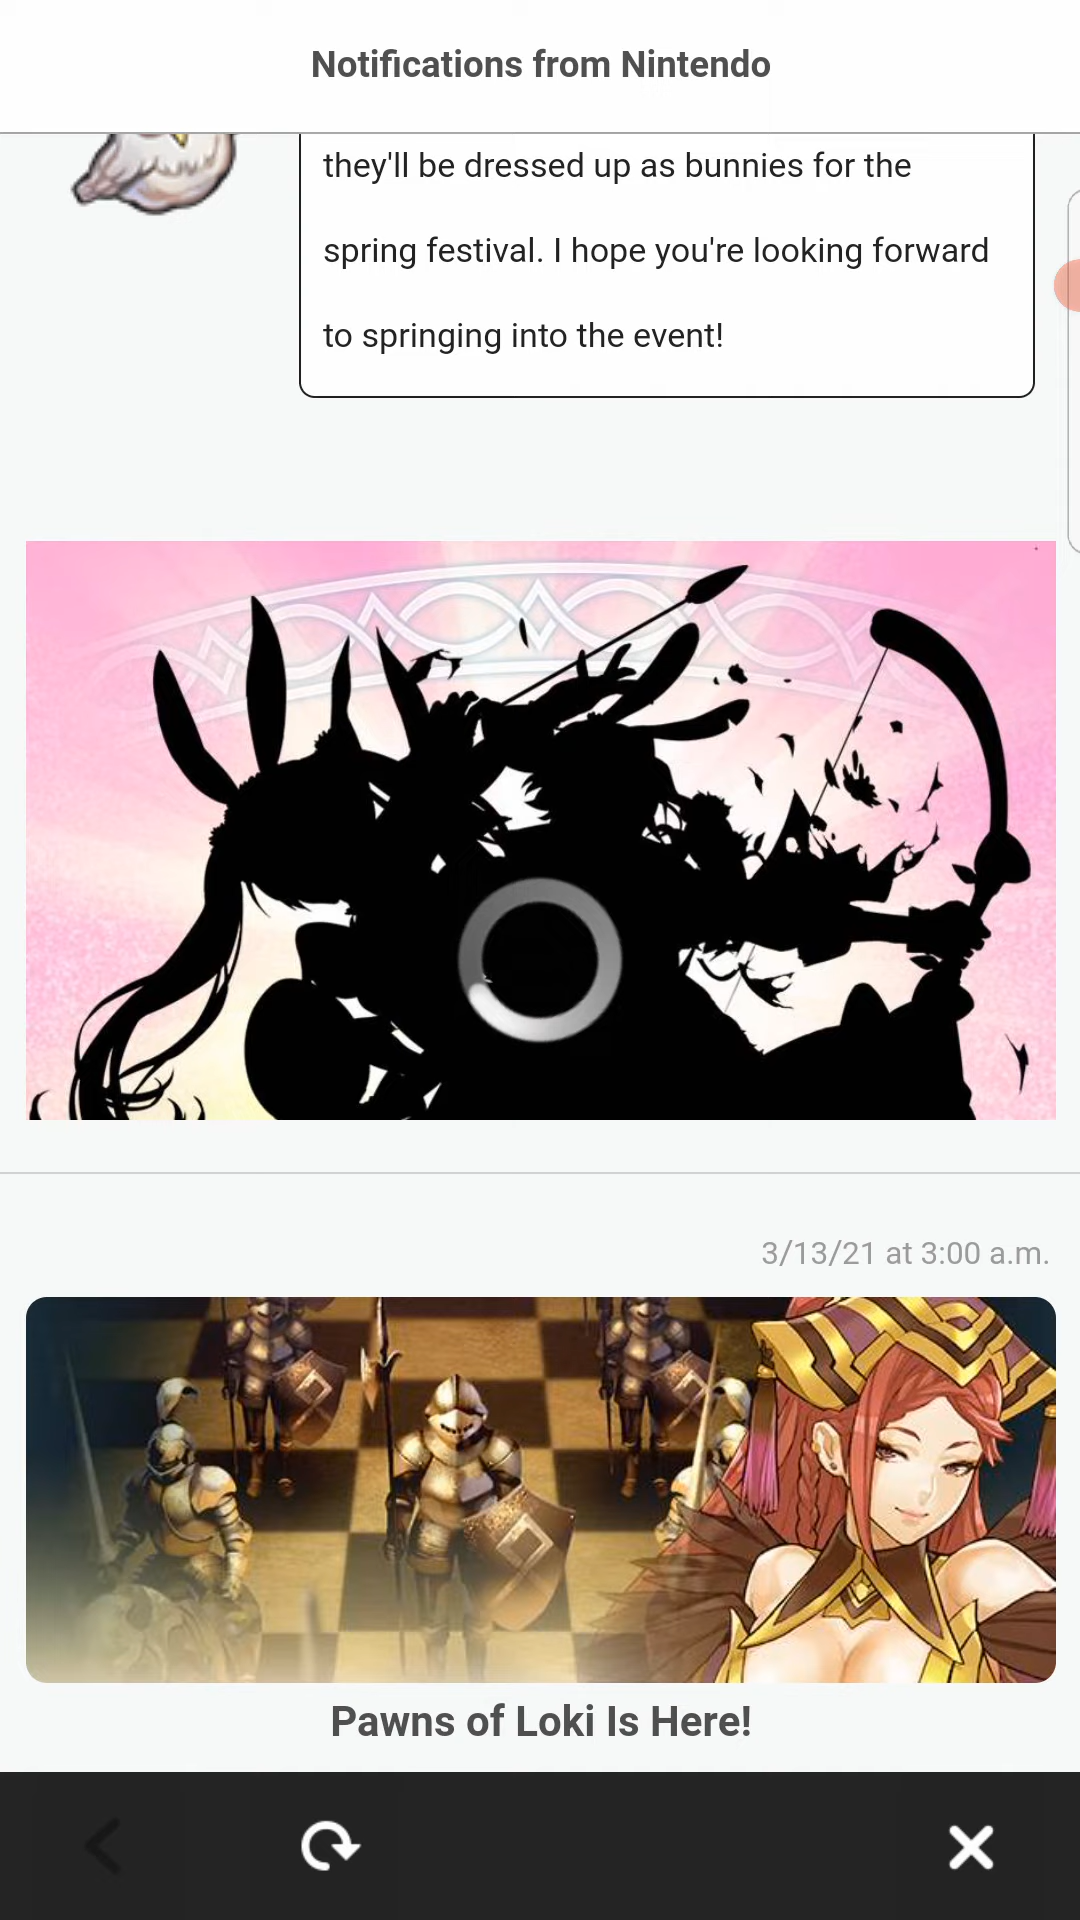 Notifications from Nintendo
they'll be dressed up as bunnies for the
spring festival. I hope you're looking forward
to springing into the event!
3/13/21 at 3:00 a.m.
Pawns of Loki Is Here!